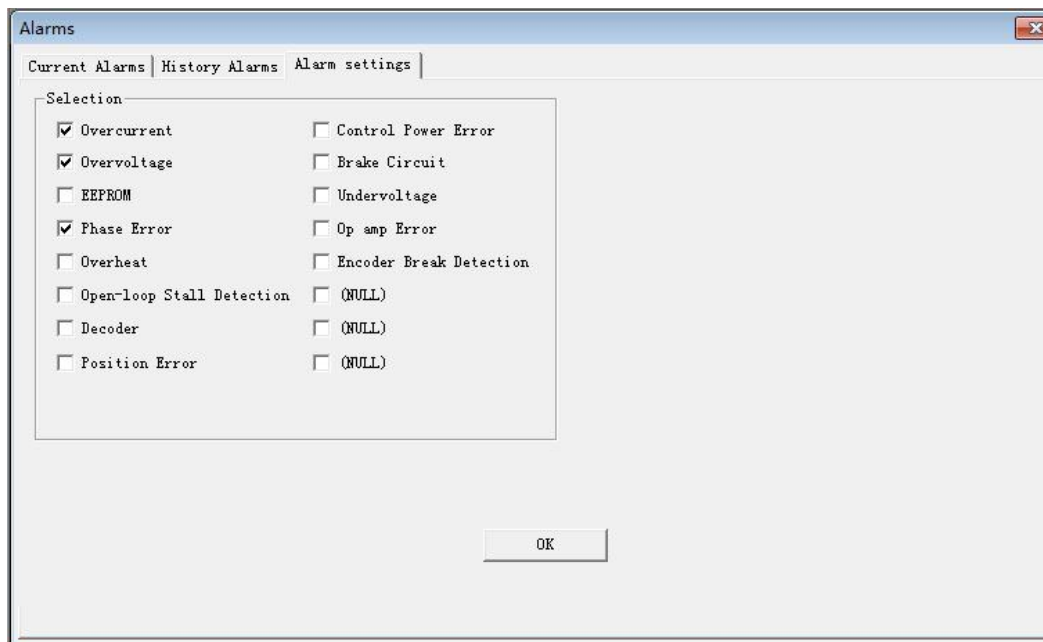 Alarms
Current Alarms History Alarms Alarm settings
Selection
Overcurrent Control Power Error
Overvoltage Brake Circuit
EEPROM Undervoltage
Phase Error Op amp Error
Overheat Encoder Break Detection
Open-loop Stall Detection (NULL)
Decoder (NULL)
Position Error (NULL)
OK